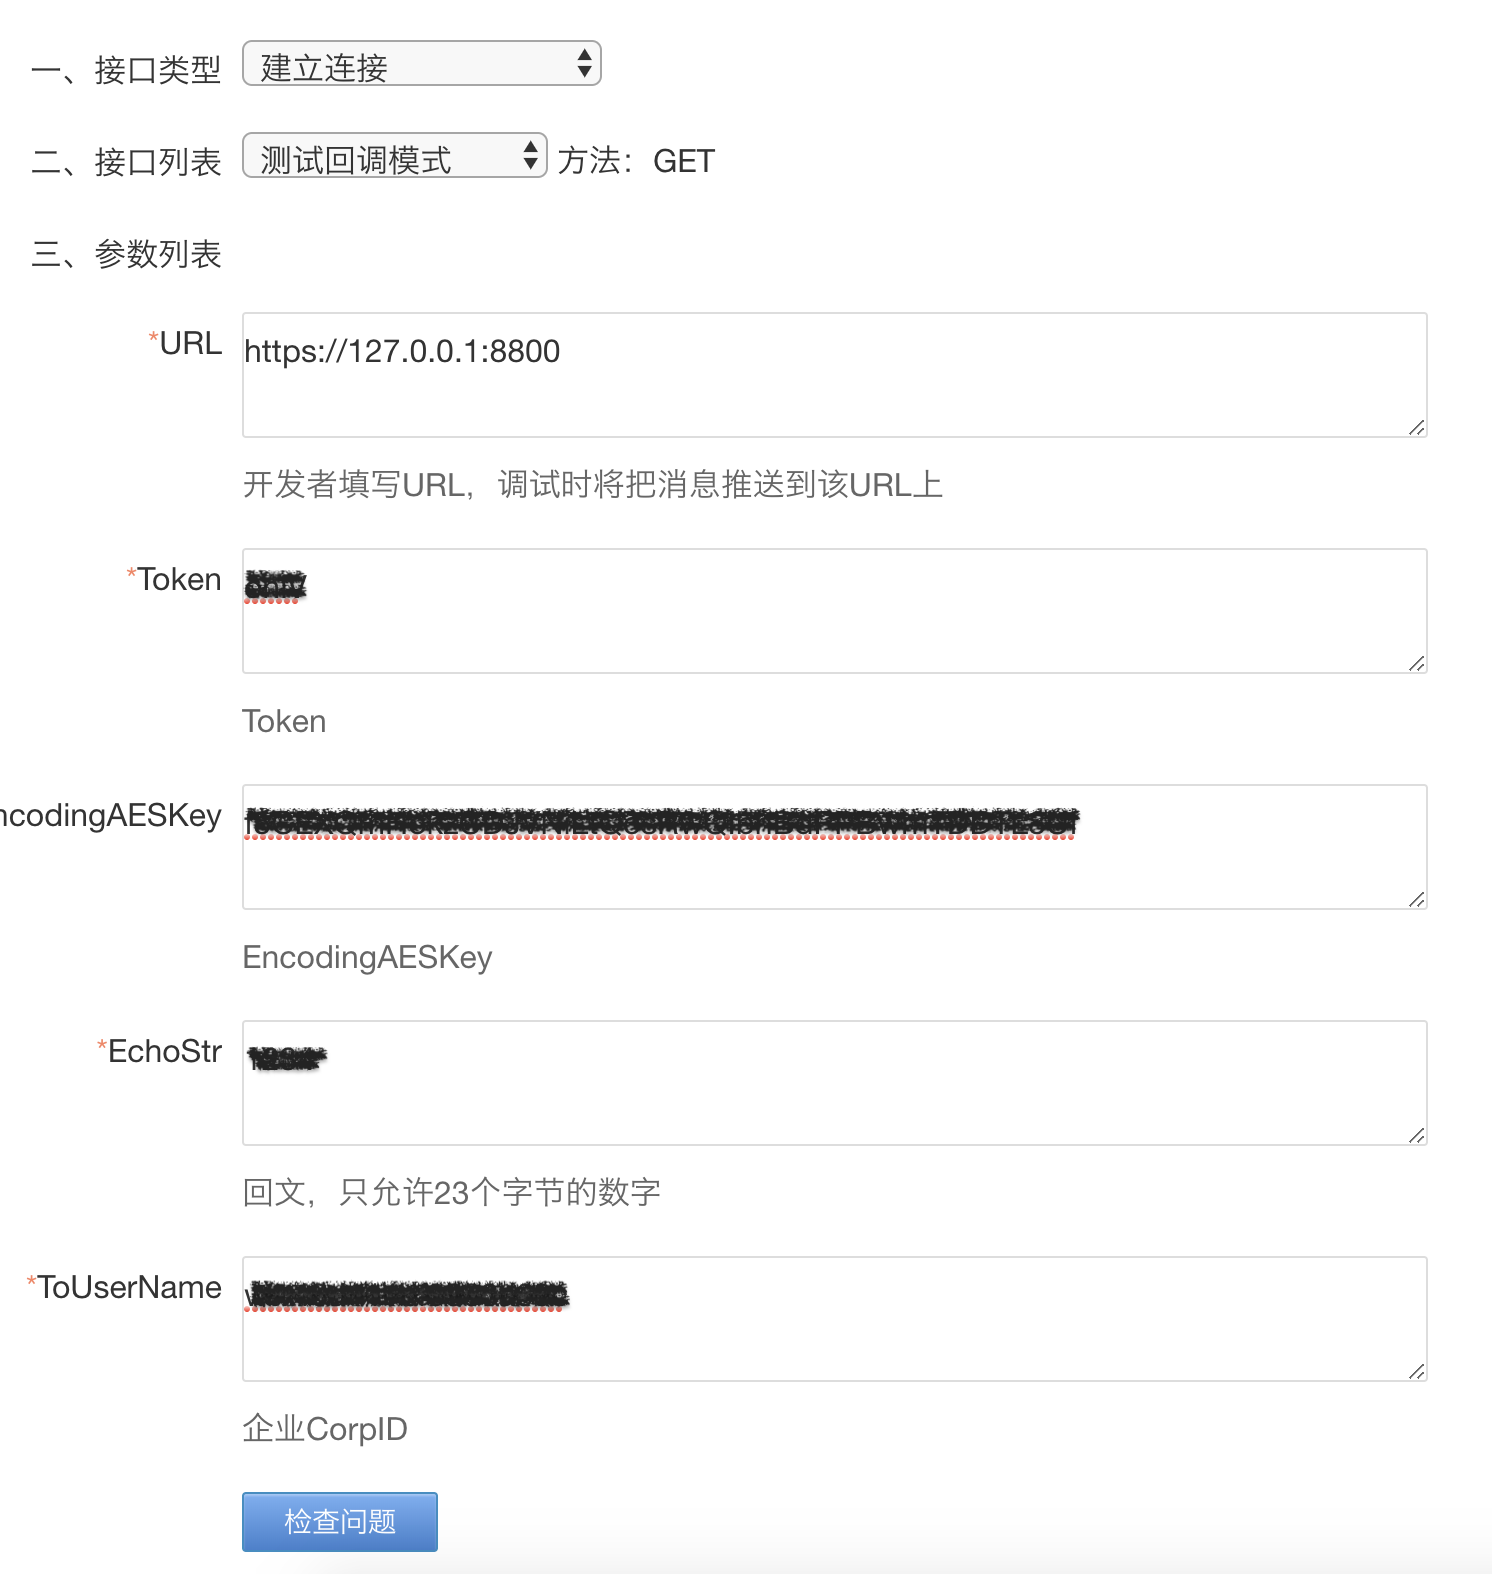 一、接口类型 建立连接
二、接口列表 测试回调模式 方法：GET
三、参数列表
*URL https://127.0.0.1:8800
开发者填写URL，调试时将把消息推送到该URL上
*Token
Token
ncodingAESKey
EncodingAESKey
*EchoStr
回文，只允许23个字节的数字
*ToUserName
企业CorpID
检查问题